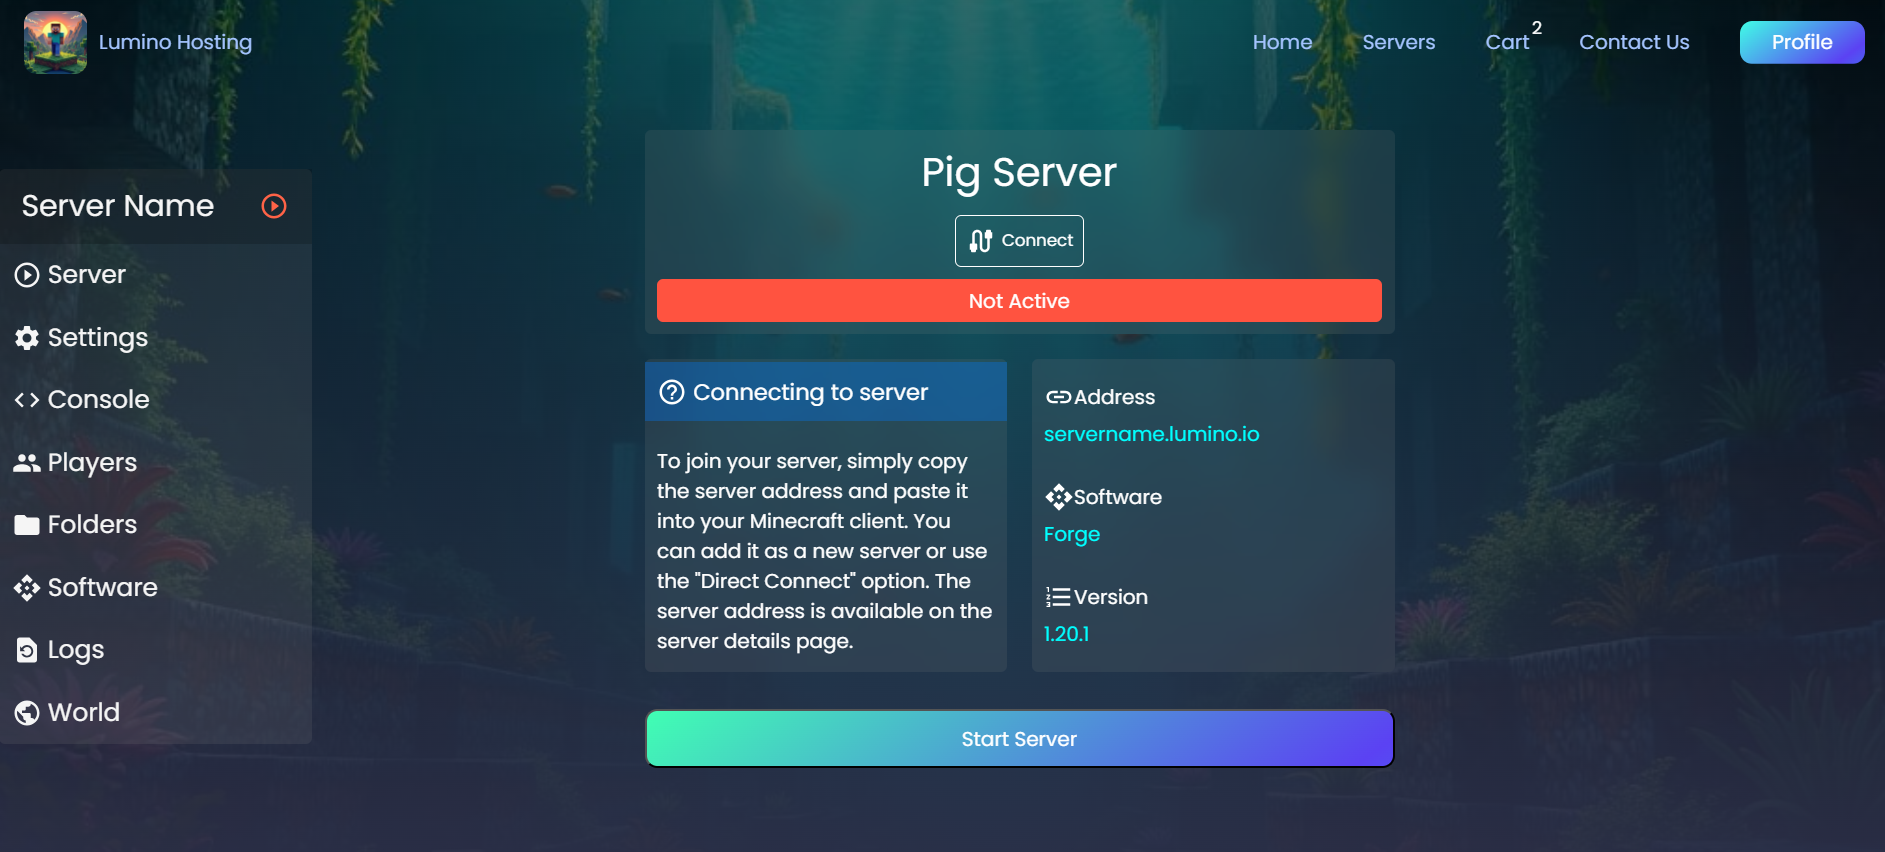 Lumino Hosting
Home
Servers
Cart
2
Contact Us
Profile
Server Name
Server
Settings
Console
Players
Folders
Software
Logs
World
Pig Server
Connect
Not Active
Connecting to server
To join your server, simply copy
the server address and paste it
into your Minecraft client. You
can add it as a new server or use
the "Direct Connect" option. The
server address is available on the
server details page.
Address
servername.lumino.io
Software
Forge
Version
1.20.1
Start Server